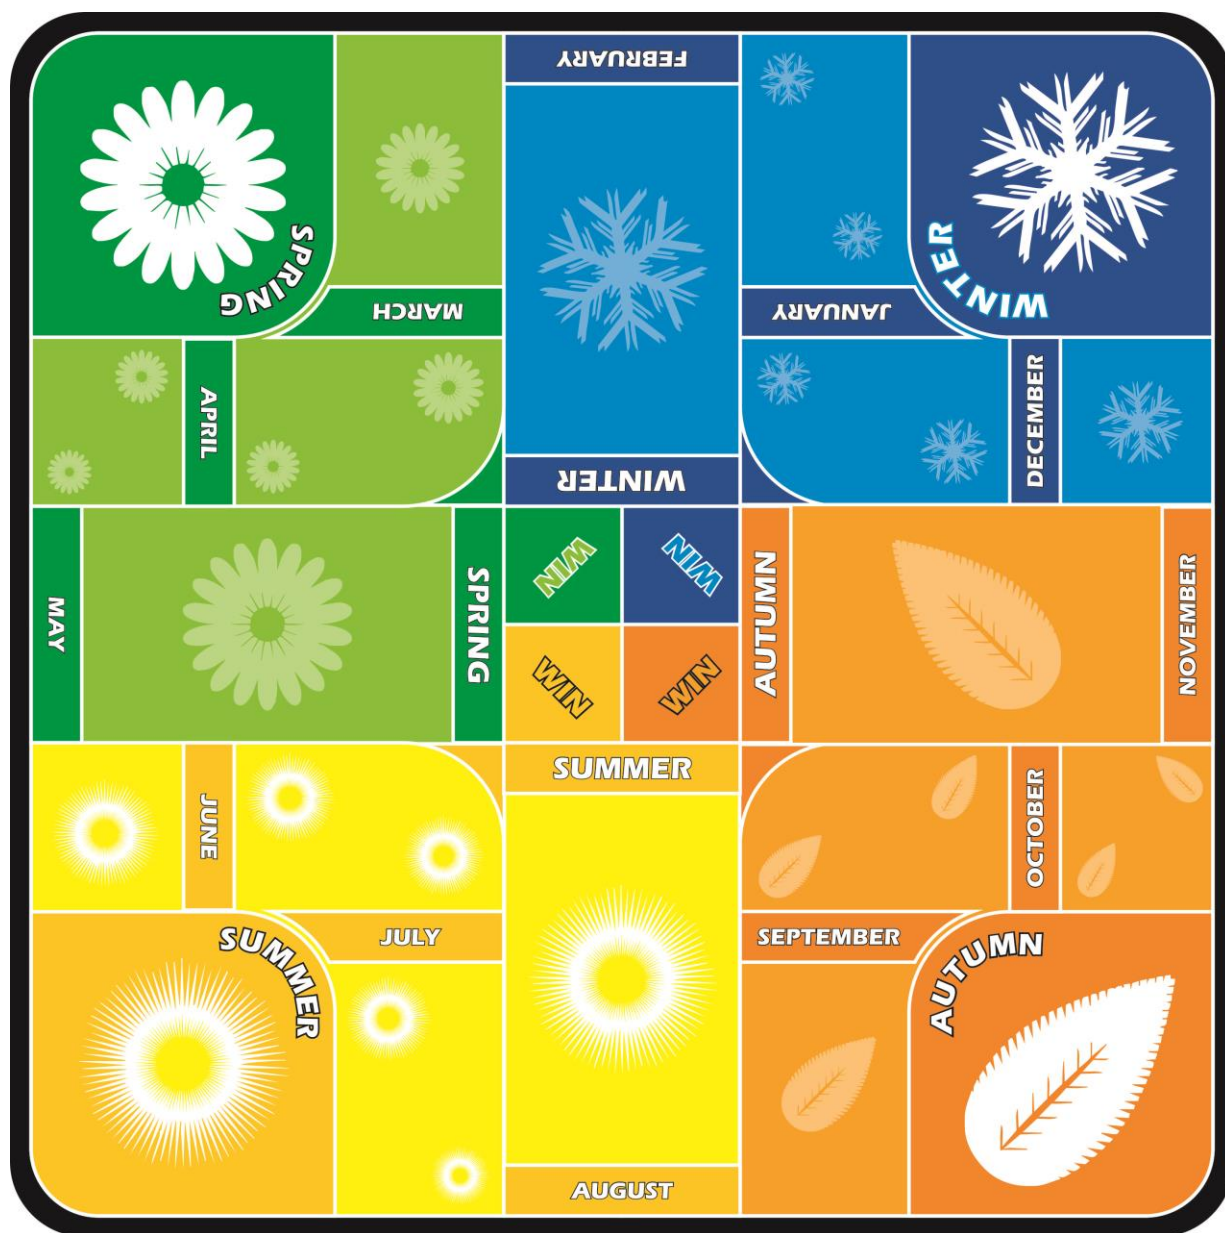 FEBRUARY
SPRING
WINTER
MARCH
JANUARY
APRIL
DECEMBER
WINTER
MAY
SPRING
WIN
WIN
AUTUMN
NOVEMBER
WIN
WIN
SUMMER
JUNE
OCTOBER
SUMMER
JULY
SEPTEMBER
AUTUMN
AUGUST